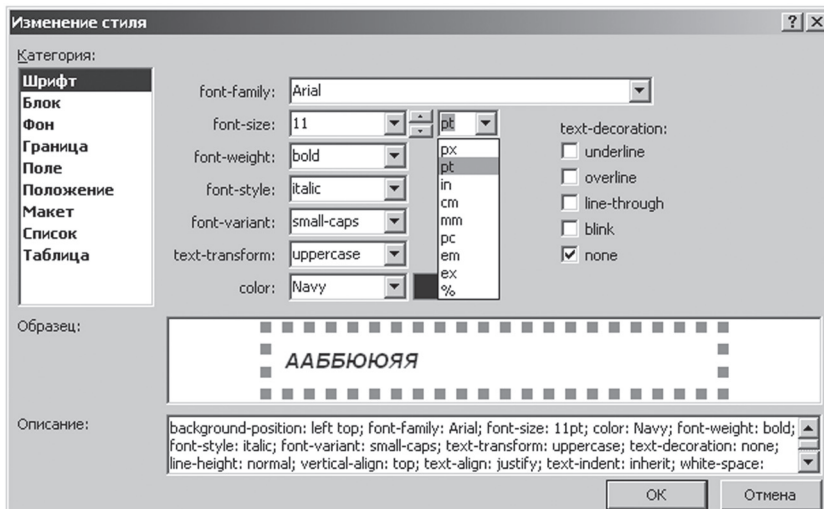 Изменение стиля
Категория:
Шрифт
Блок
Фон
Граница
Поле
Положение
Макет
Список
Таблица
font-family: Arial
font-size: 11 pt
font-weight: bold
font-style: italic
font-variant: small-caps
text-transform: uppercase
color: Navy
px
pt
in
cm
mm
pc
em
ex
%
text-decoration:
underline
overline
line-through
blink
none
Образец:
ААББЮЮЯЯ
Описание:
background-position: left top; font-family: Arial; font-size: 11pt; color: Navy; font-weight: bold;
font-style: italic; font-variant: small-caps; text-transform: uppercase; text-decoration: none;
line-height: normal; vertical-align: top; text-align: justify; text-indent: inherit; white-space:
ОК
Отмена